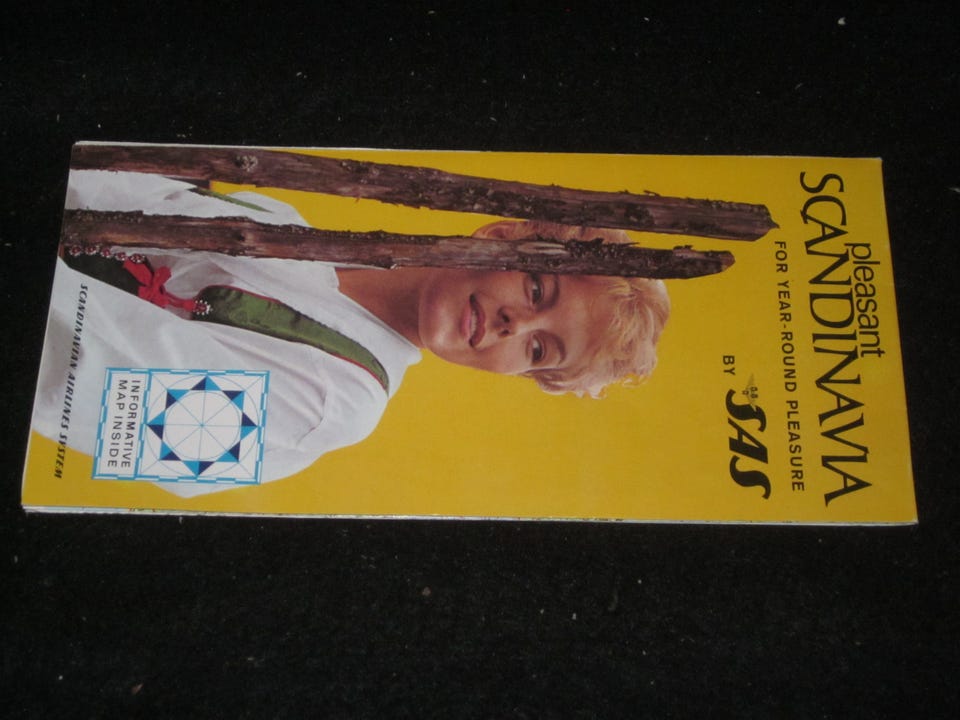 pleasant
SCANDINAVIA
FOR YEAR-ROUND PLEASURE
BY SAS
INFORMATIVE
MAP INSIDE
SCANDINAVIAN AIRLINES SYSTEM